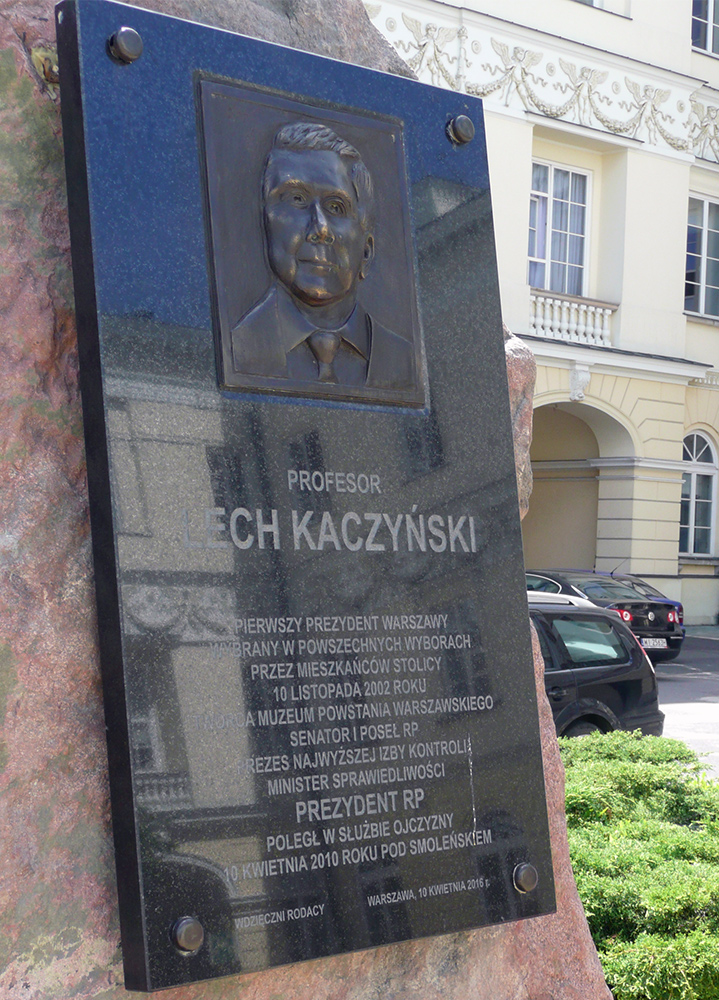 PROFESOR
LECH KACZYŃSKI
PIERWSZY PREZYDENT WARSZAWY
WYBRANY W POWSZECHNYCH WYBORACH
PRZEZ MIESZKAŃCÓW STOLICY
10 LISTOPADA 2002 ROKU
TWÓRCA MUZEUM POWSTANIA WARSZAWSKIEGO
SENATOR I POSEŁ RP
PREZES NAJWYŻSZEJ IZBY KONTROLI
MINISTER SPRAWIEDLIWOŚCI
PREZYDENT RP
POLEGŁ W SŁUŻBIE OJCZYZNY
10 KWIETNIA 2010 ROKU POD SMOLEŃSKIEM
WDZIĘCZNI RODACY
WARSZAWA, 10 KWIETNIA 2016 r.